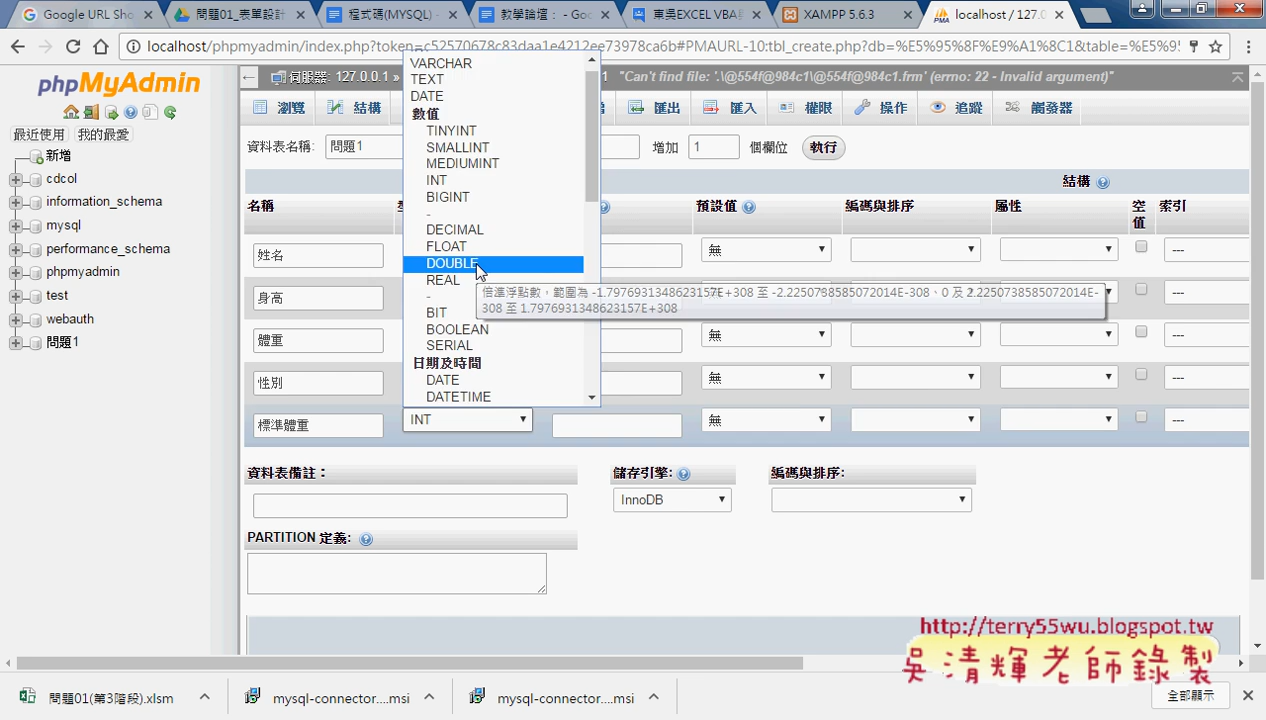 Google URL Sho
問題01_表單設計
程式碼(MYSQL) -
教學論壇： - Goo
東吳EXCEL VBA與
XAMPP 5.6.3
localhost / 127.0
localhost/phpmyadmin/index.php?token=c52570678c83daa1e4212ee73978ca6b#PMAURL-10:tbl_create.php?db=%E5%95%8F%E9%A1%8C1&table=%E5%
phpMyAdmin
最近使用 我的最愛
新增
cdcol
information_schema
mysql
performance_schema
phpmyadmin
test
webauth
問題1
伺服器: 127.0.0.1 »
"Can't find file: '.\@554f@984c1\@554f@984c1.frm' (errno: 22 - Invalid argument)"
瀏覽 結構 匯出 匯入 權限 操作 追蹤 觸發器
資料表名稱: 問題1 增加 1 個欄位 執行
結構
名稱 預設值 編碼與排序 屬性 空值 索引
姓名 無 ---
身高 ---
體重 無 ---
性別 無 ---
標準體重 INT 無 ---
VARCHAR
TEXT
DATE
數值
TINYINT
SMALLINT
MEDIUMINT
INT
BIGINT
-
DECIMAL
FLOAT
DOUBLE
REAL
-
BIT
BOOLEAN
SERIAL
日期及時間
DATE
DATETIME
倍準浮點數，範圍為 -1.7976931348623157E+308 至 -2.2250738585072014E-308、0 及 2.2250738585072014E-
308 至 1.7976931348623157E+308
資料表備註： 儲存引擎: 編碼與排序:
InnoDB
PARTITION 定義:
http://terry55wu.blogspot.tw
吳清輝老師錄製
問題01(第3階段).xlsm
mysql-connector....msi
mysql-connector....msi
全部顯示